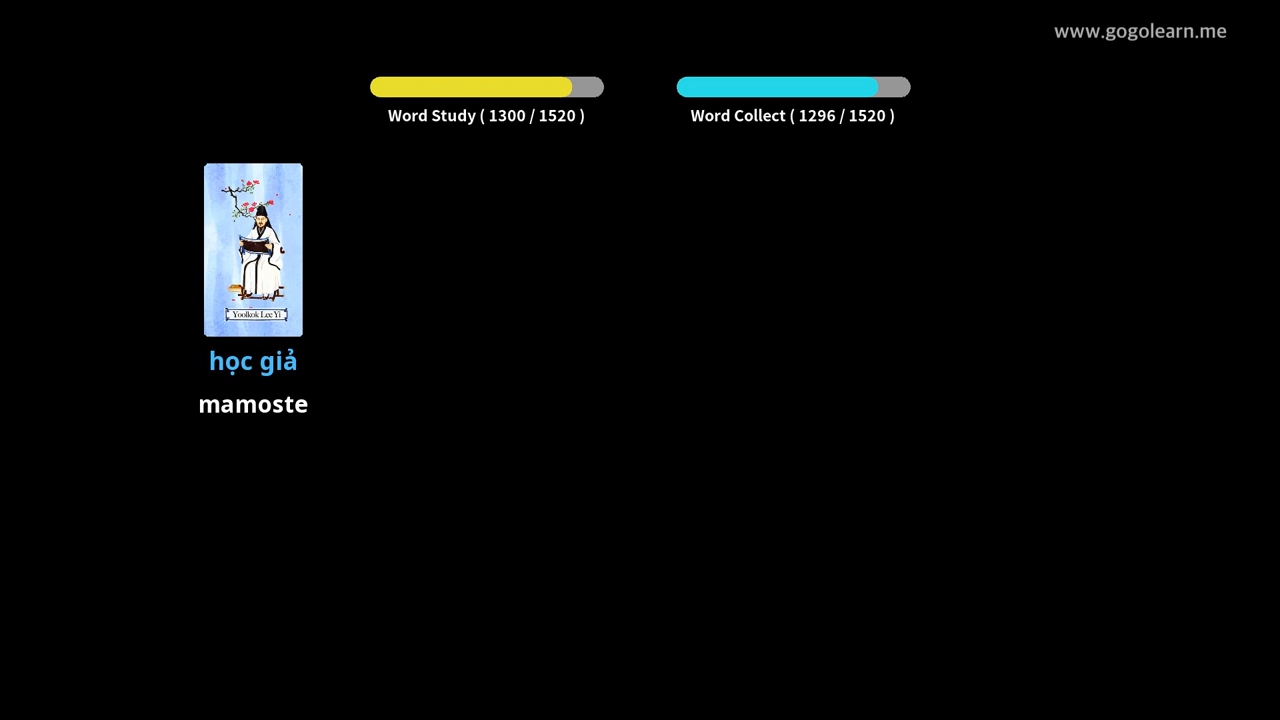 www.gogolearn.me
Word Study ( 1300 / 1520 )
Word Collect ( 1296 / 1520 )
Yoolkok Lee Yi
học giả
mamoste